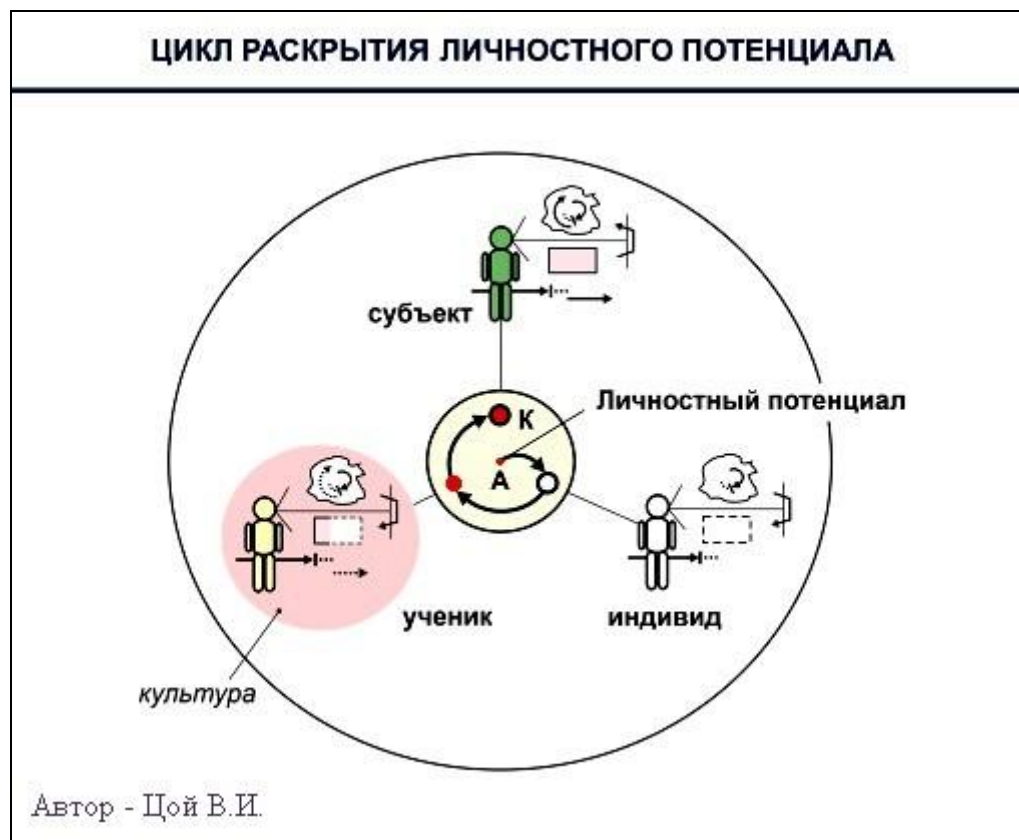 ЦИКЛ РАСКРЫТИЯ ЛИЧНОСТНОГО ПОТЕНЦИАЛА
субъект
К
Личностный потенциал
А
ученик
индивид
культура
Автор - Цой В.И.